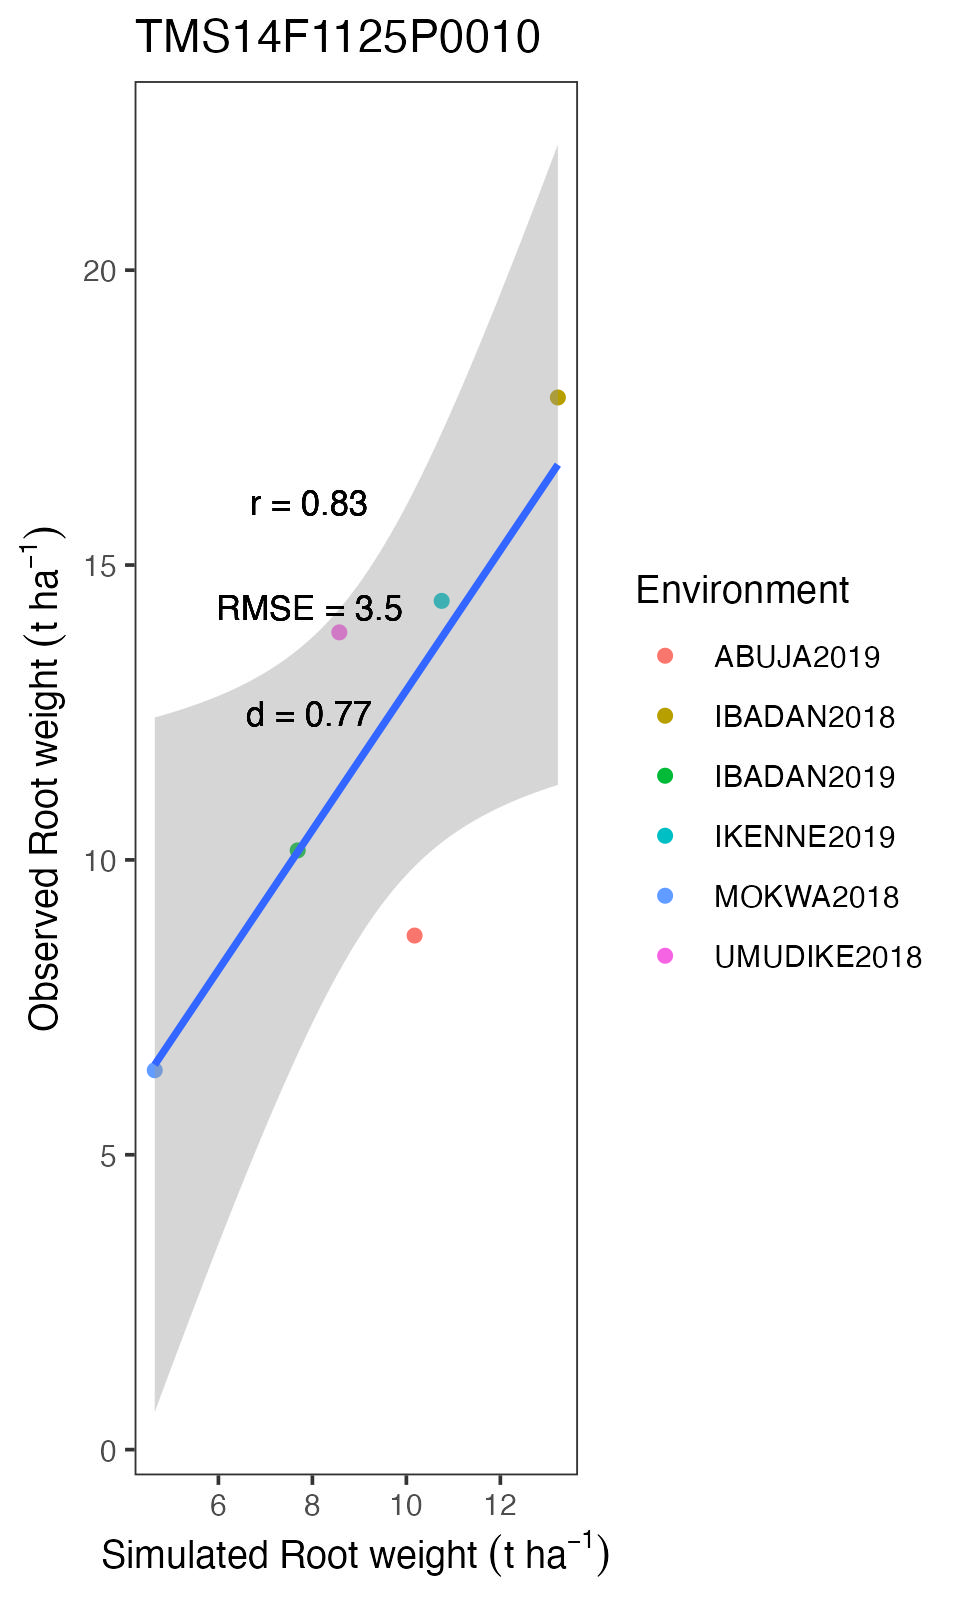 TMS14F1125P0010
Observed Root weight (t ha⁻¹)
20
15
10
5
0
r = 0.83
RMSE = 3.5
d = 0.77
6 8 10 12
Simulated Root weight (t ha⁻¹)
Environment
ABUJA2019
IBADAN2018
IBADAN2019
IKENNE2019
MOKWA2018
UMUDIKE2018